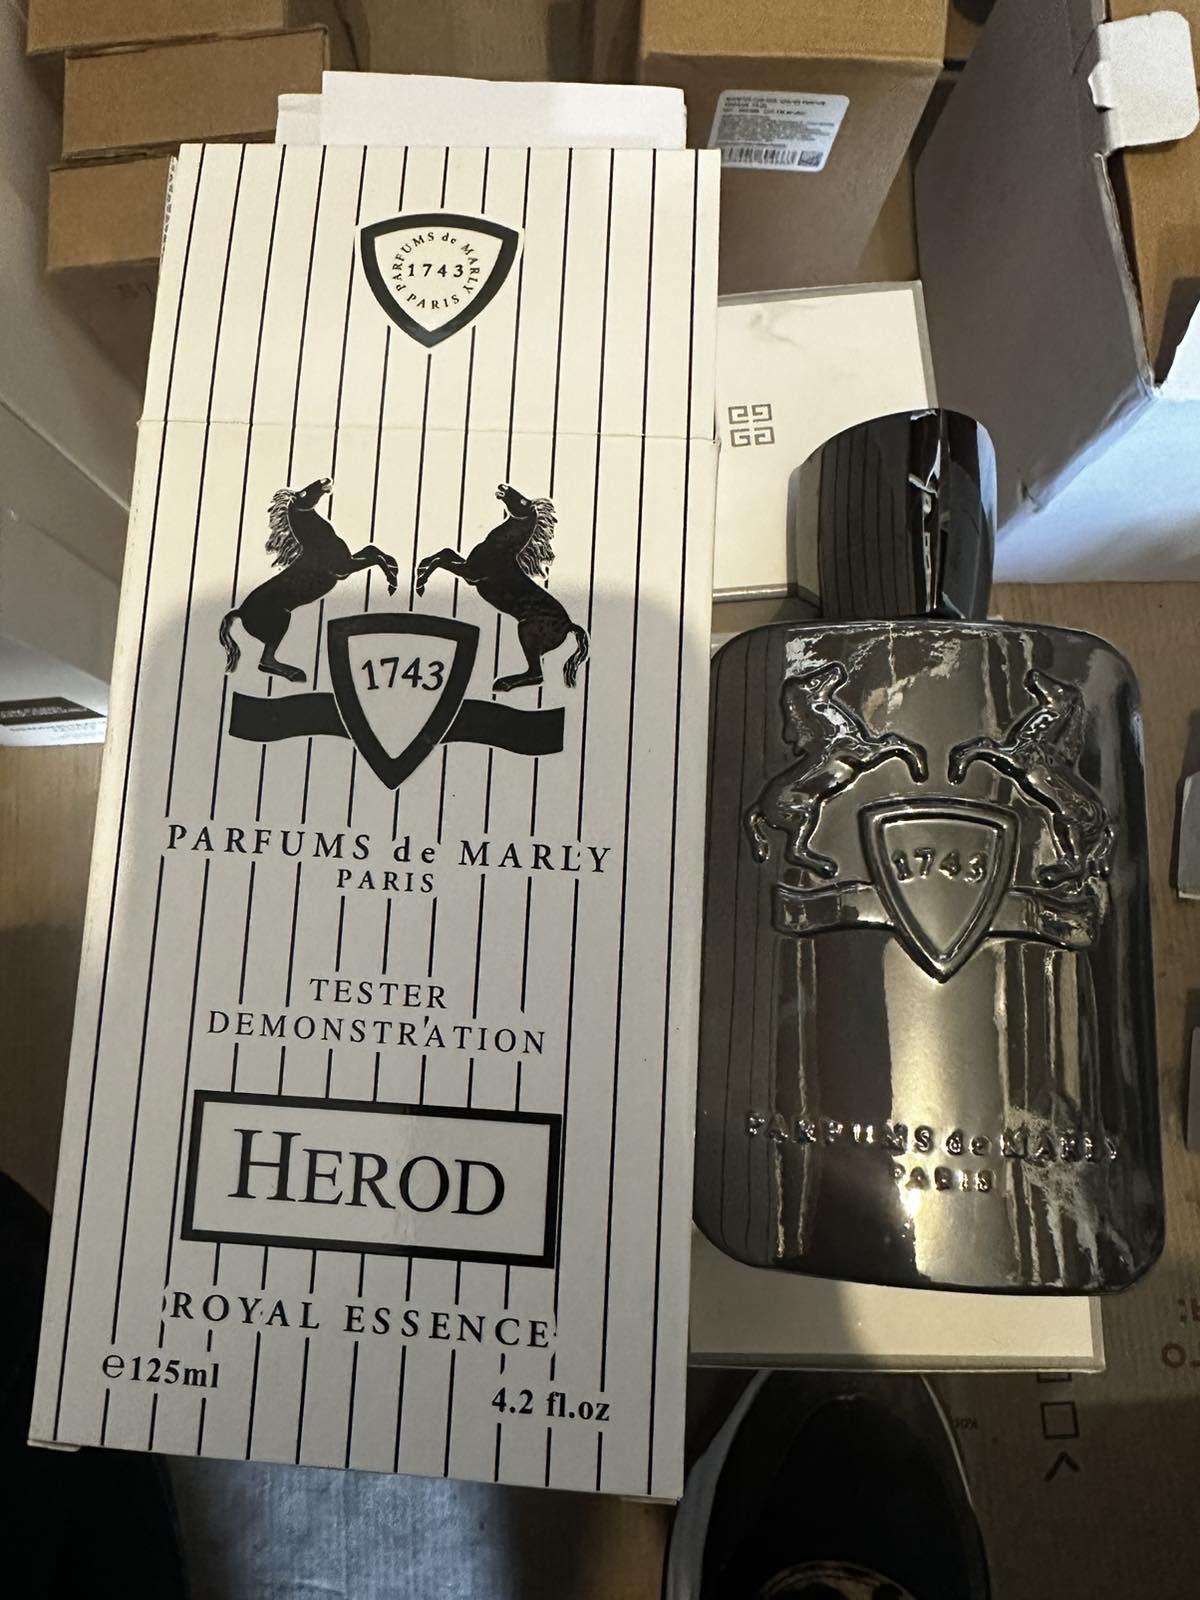 PARFUMS de MARLY
1743
PARIS
1743
PARFUMS de MARLY
PARIS
TESTER
DEMONSTRATION
HEROD
ROYAL ESSENCE
℮125ml
4.2 fl.oz
1743
PARFUMS de MARLY
PARIS